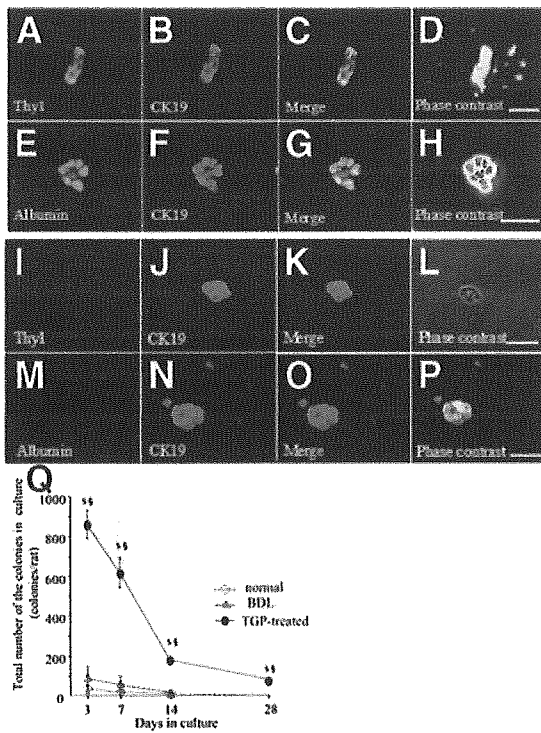 A B C D
Thy1 CK19 Merge Phase contrast
E F G H
Albumin CK19 Merge Phase contrast
I J K L
Thy1 CK19 Merge Phase contrast
M N O P
Albumin CK19 Merge Phase contrast
Q
Total number of the colonies in culture
(colonies/rat)
1000
800
600
400
200
0
normal
BDL
TGP-treated
3 7 14 28
Days in culture